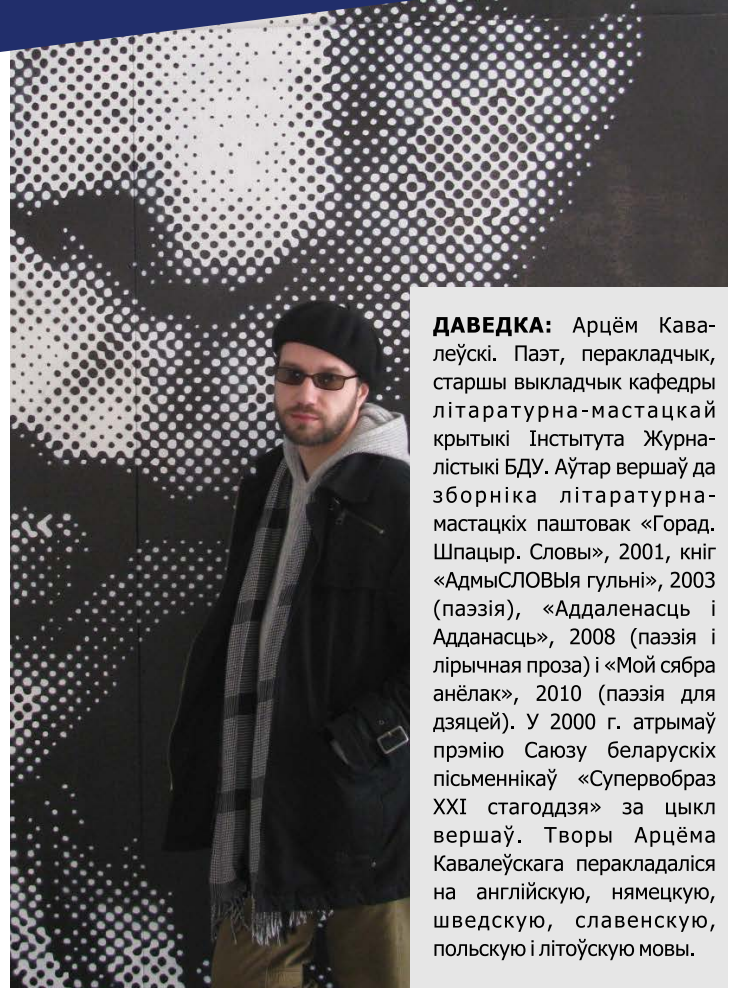 ДАВЕДКА: Арцём Кава-
леўскі. Паэт, перакладчык,
старшы выкладчык кафедры
літаратурна-мастацкай
крытыкі Інстытута Журна-
лістыкі БДУ. Аўтар вершаў да
зборніка літаратурна-
мастацкіх паштовак «Горад.
Шпацыр. Словы», 2001, кніг
«АдмыСЛОВЫя гульні», 2003
(паэзія), «Аддаленасць і
Адданасць», 2008 (паэзія і
лірычная проза) і «Мой сябра
анёлак», 2010 (паэзія для
дзяцей). У 2000 г. атрымаў
прэмію Саюзу беларускіх
пісьменнікаў «Супервобраз
XXI стагоддзя» за цыкл
вершаў. Творы Арцёма
Кавалеўскага перакладаліся
на англійскую, нямецкую,
шведскую, славенскую,
польскую і літоўскую мовы.